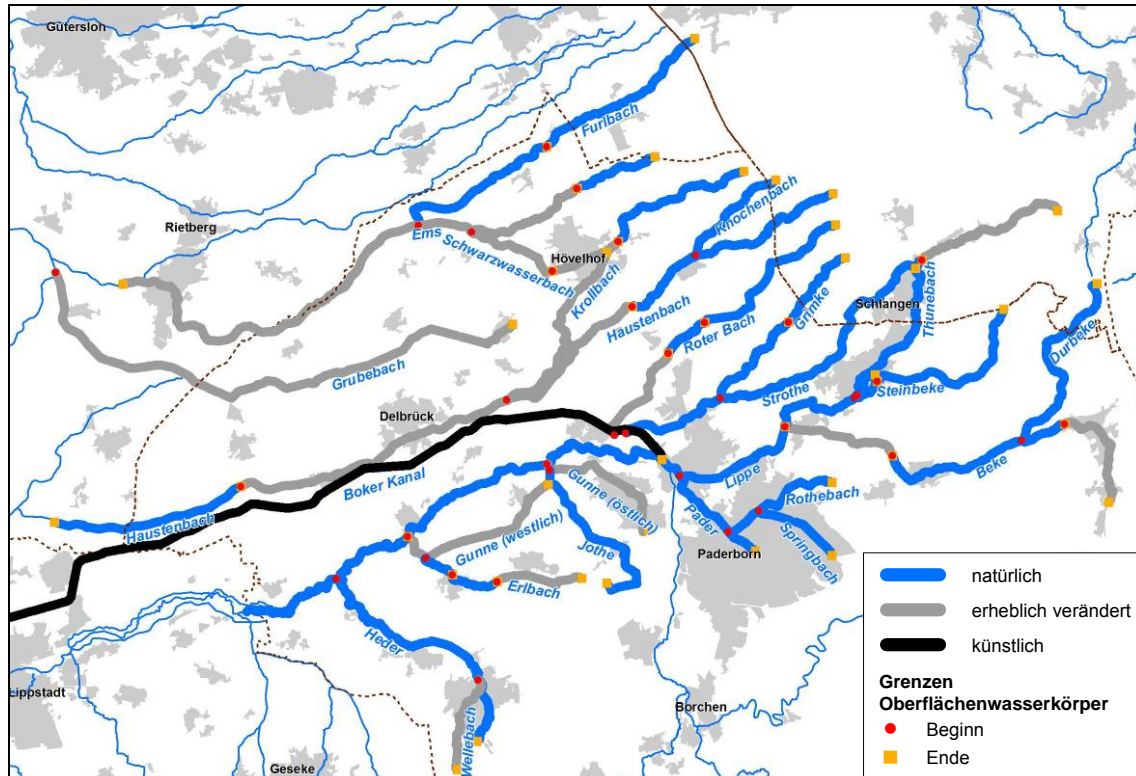 Gütersloh
Furlbach
Rietberg
Ems
Schwarzwasserbach
Hövelhof
Knochenbach
Krollbach
Haustenbach
Roter Bach
Grimke
Schlangen
Thunebach
Durbeke
Grubebach
Delbrück
Strothe
Steinbeke
Boker Kanal
Lippe
Beke
Haustenbach
Gunne (östlich)
Gunne (westlich)
Pader
Rothebach
Springbach
Paderborn
Jothe
Erlbach
Heder
Lippstadt
Wellebach
Borchen
Geseke
natürlich
erheblich verändert
künstlich
Grenzen
Oberflächenwasserkörper
Beginn
Ende